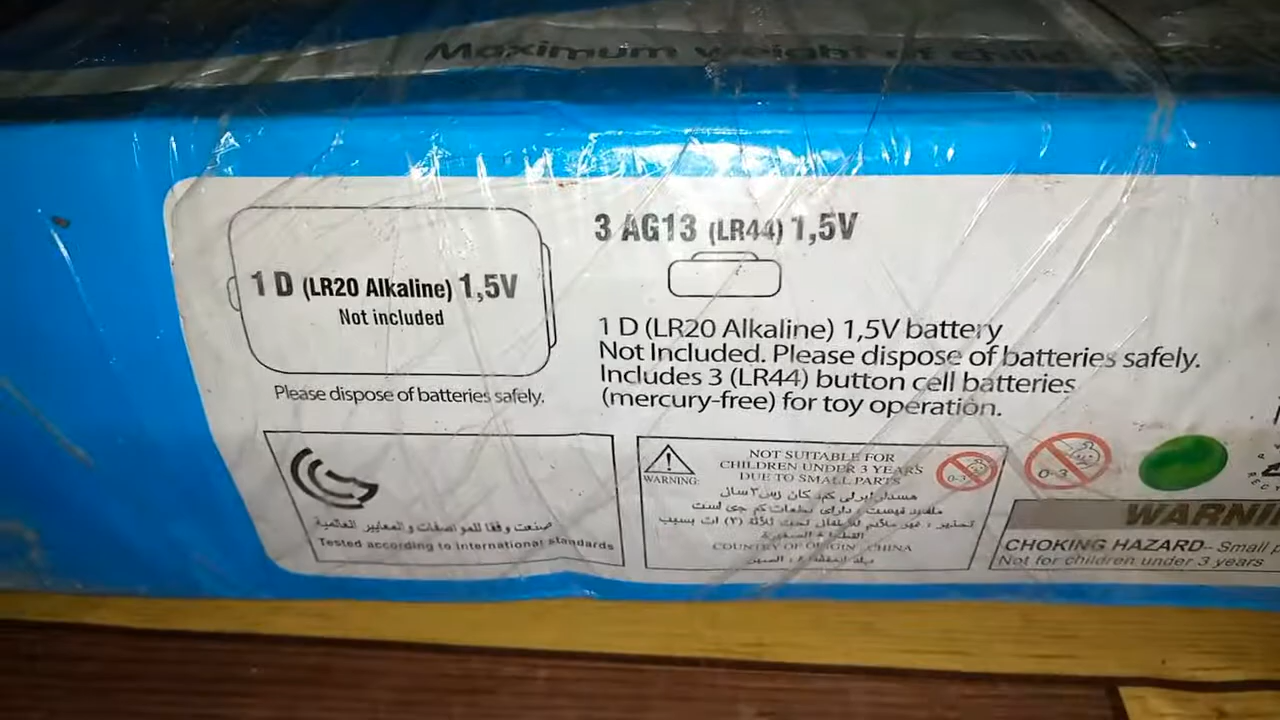 Maximum weight of child
3 AG13 (LR44) 1,5V
1 D (LR20 Alkaline) 1,5V
Not included
Please dispose of batteries safely.
1 D (LR20 Alkaline) 1,5V battery
Not Included. Please dispose of batteries safely.
Includes 3 (LR44) button cell batteries
(mercury-free) for toy operation.
صنعت وفقا للمواصفات والمعايير العالمية
Tested according to international standards
WARNING:
NOT SUITABLE FOR
CHILDREN UNDER 3 YEARS
DUE TO SMALL PARTS
COUNTRY OF ORIGIN : CHINA
0-3
0-3
CHOKING HAZARD-- Small
Not for children under 3 years